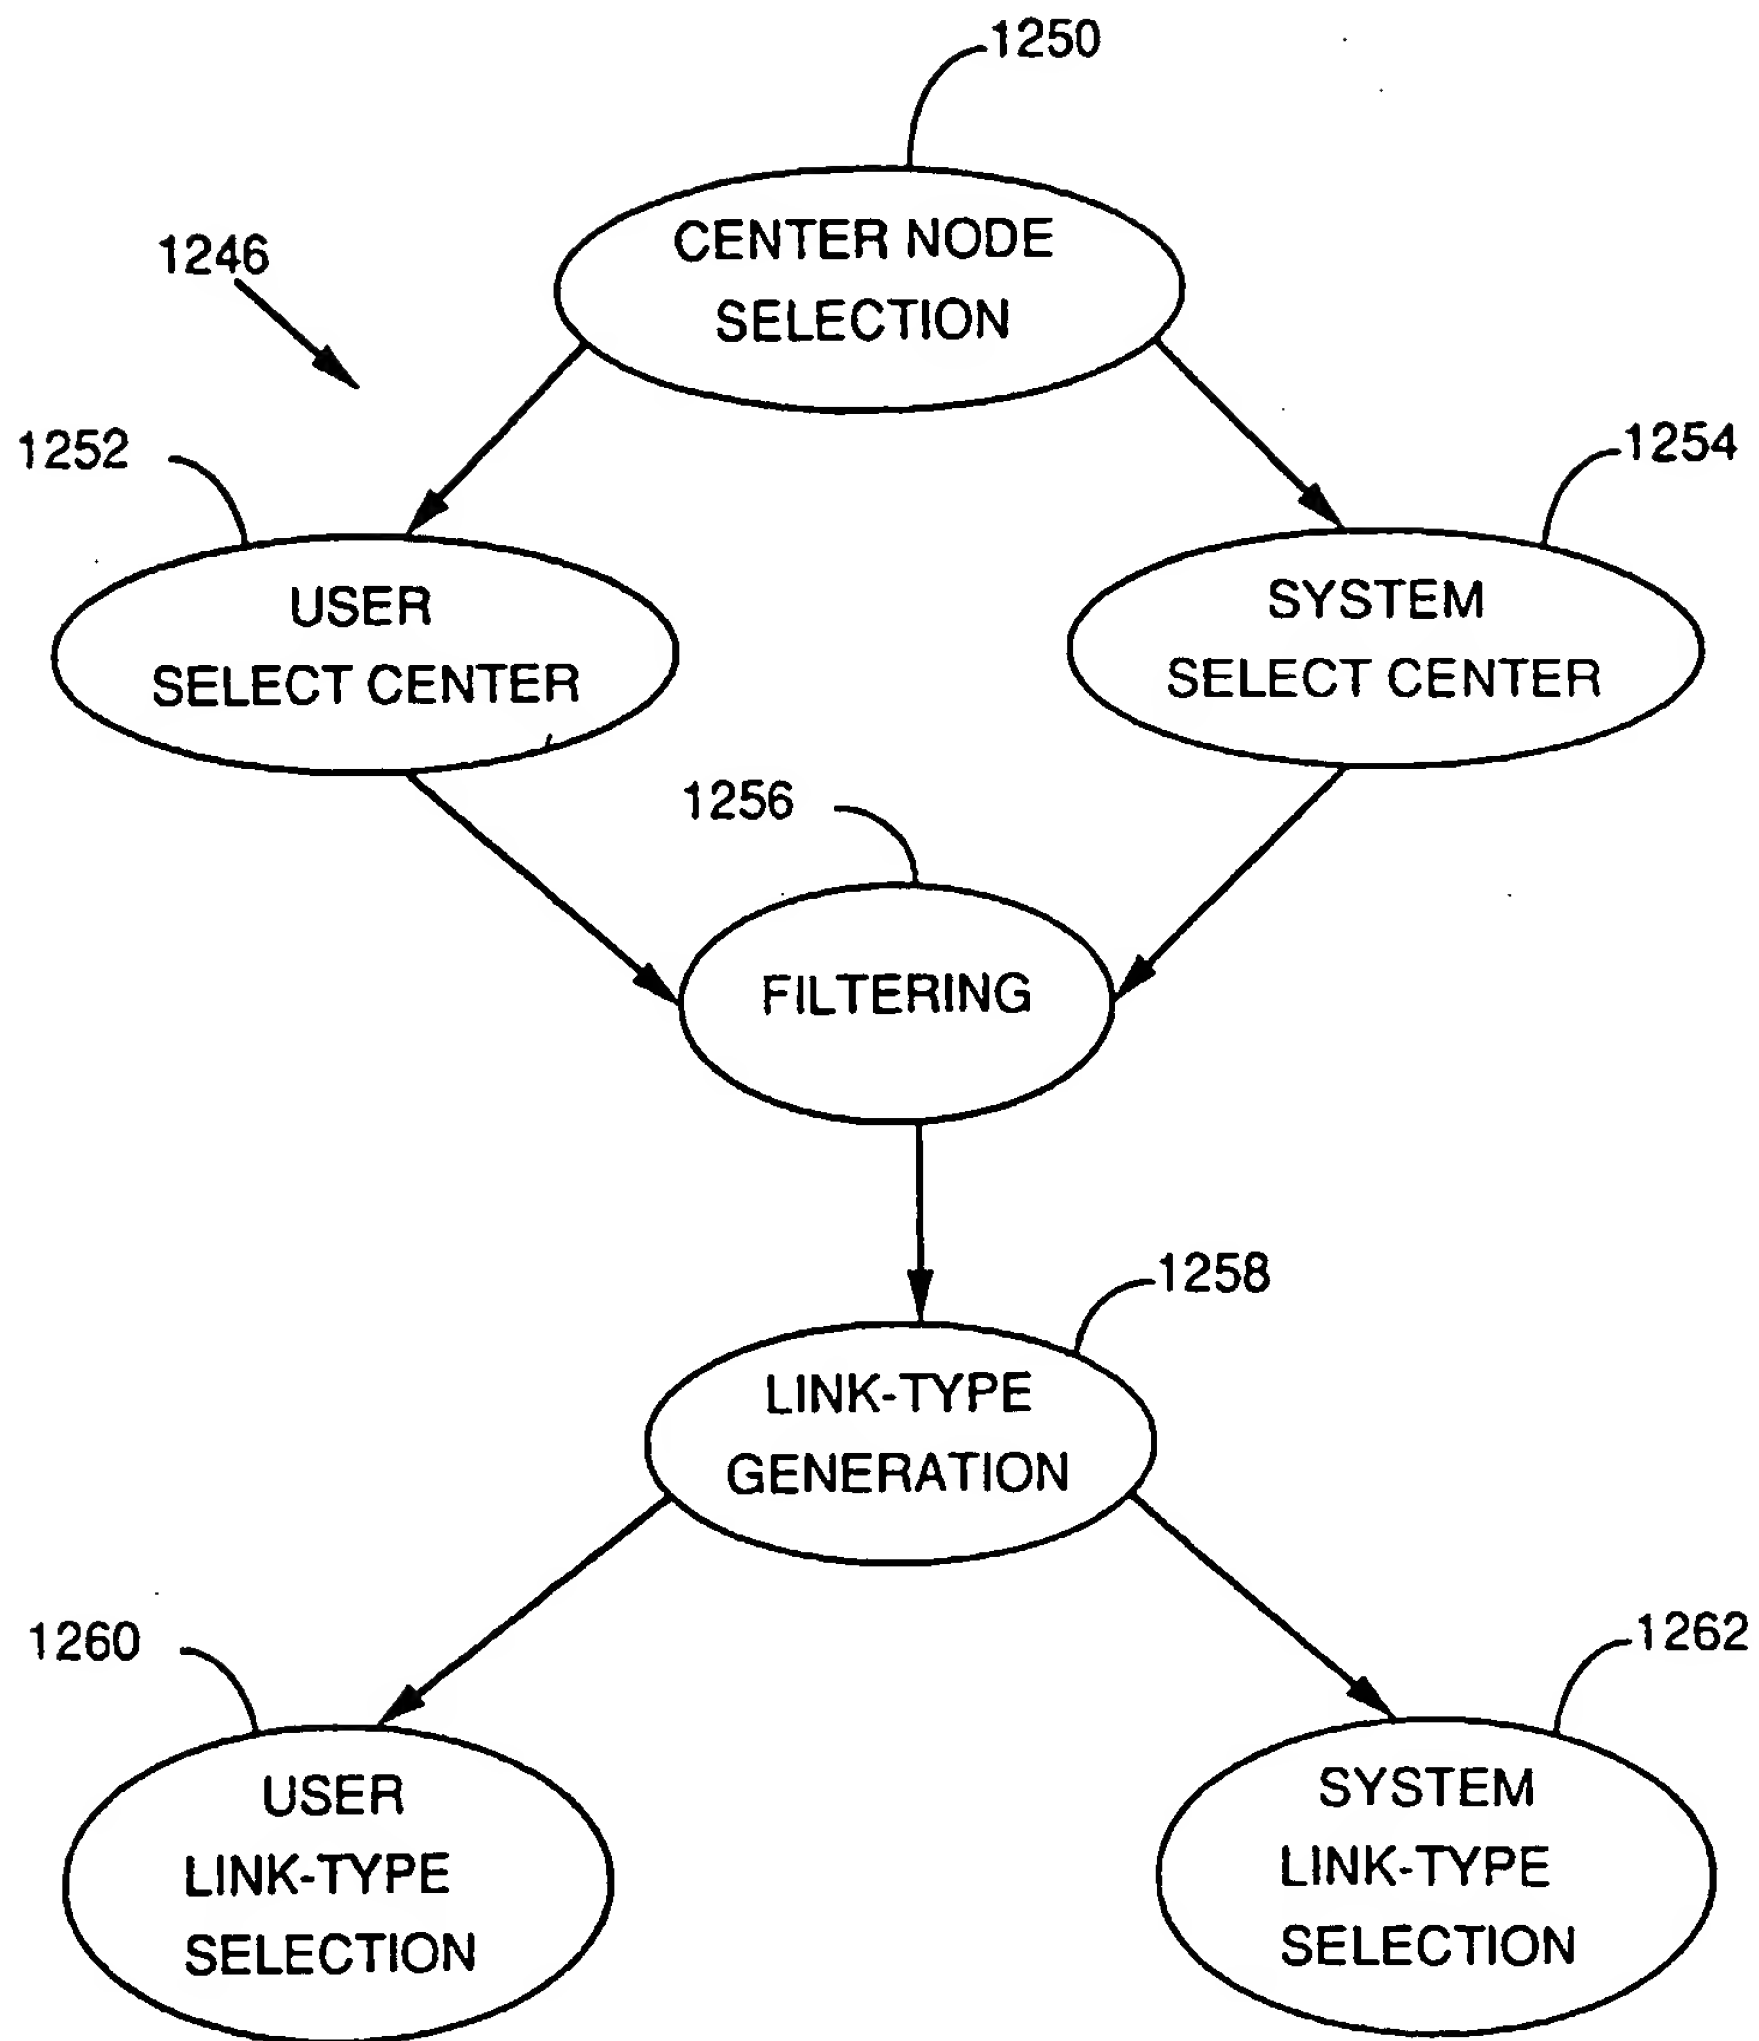 1250
CENTER NODE
SELECTION
1246
1252
1254
USER
SELECT CENTER
SYSTEM
SELECT CENTER
1256
FILTERING
1258
LINK-TYPE
GENERATION
1260
1262
USER
LINK-TYPE
SELECTION
SYSTEM
LINK-TYPE
SELECTION